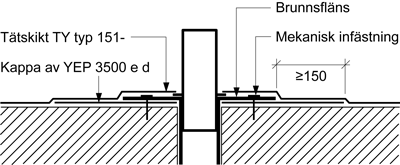 Brunnsfläns
Tätskikt TY typ 151-
Mekanisk infästning
Kappa av YEP 3500 e d
≥150